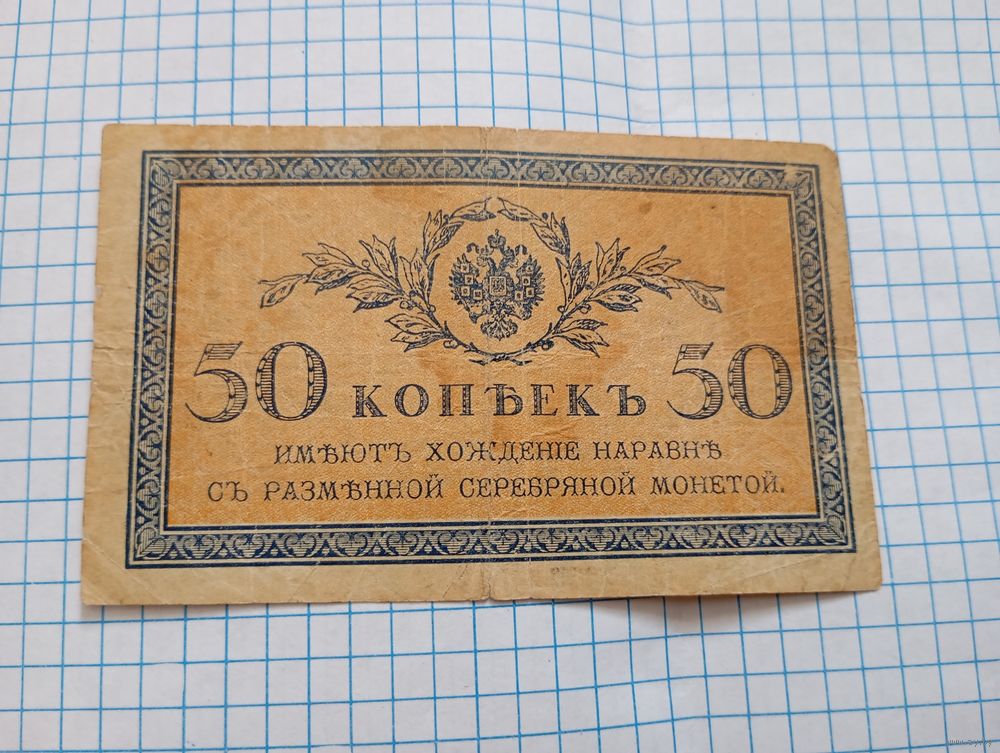 50 КОПѢЕКЪ 50
ИМѢЮТЪ ХОЖДЕНІЕ НАРАВНѢ
СЪ РАЗМѢННОЙ СЕРЕБРЯНОЙ МОНЕТОЙ.